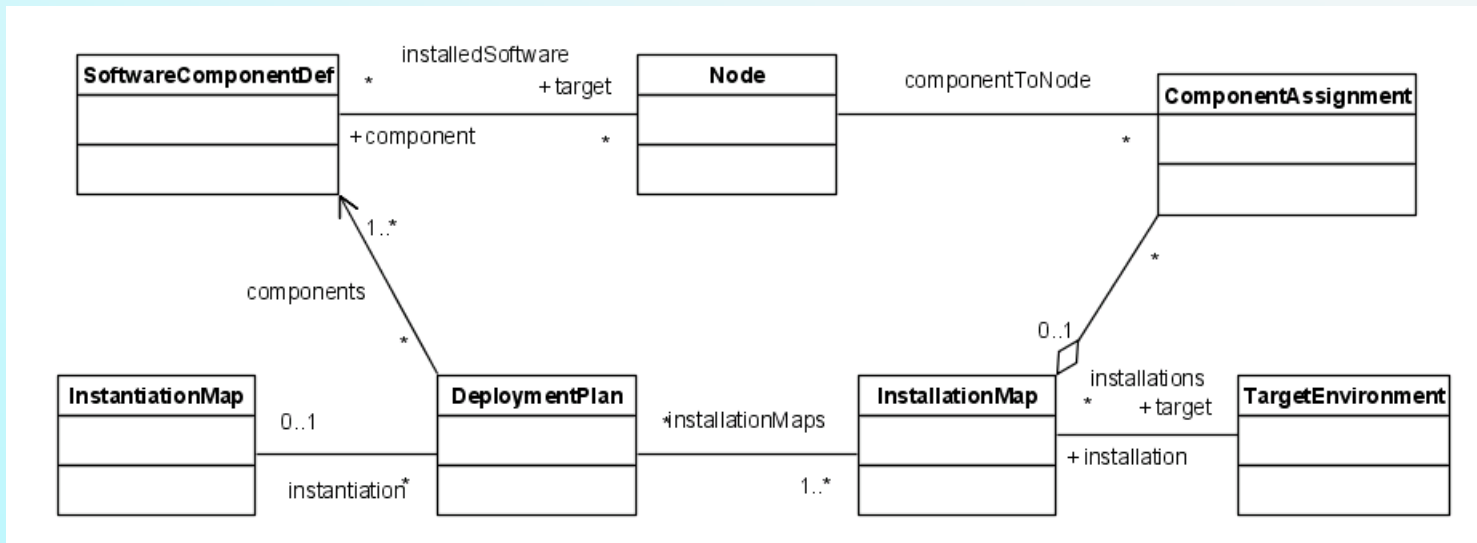 installedSoftware
SoftwareComponentDef
*
+target
Node
componentToNode
ComponentAssignment
+component
*
*
1..*
*
components
0..1
*
InstantiationMap
DeploymentPlan
InstallationMap
installations
TargetEnvironment
*
+target
0..1
*installationMaps
+installation
instantiation*
1..*